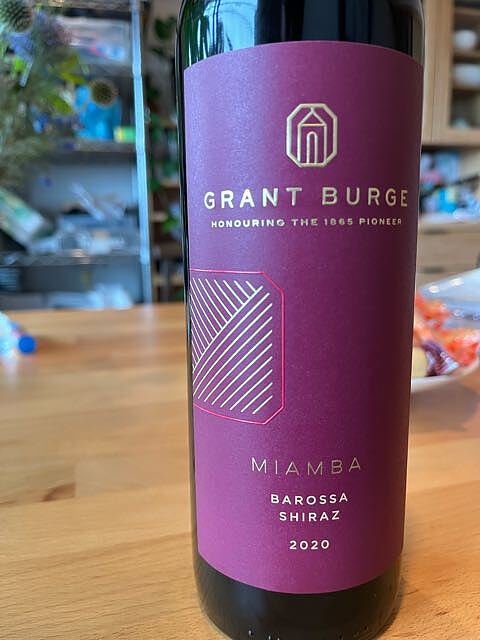 GRANT BURGE
HONOURING THE 1865 PIONEER
MIAMBA
BAROSSA
SHIRAZ
2020